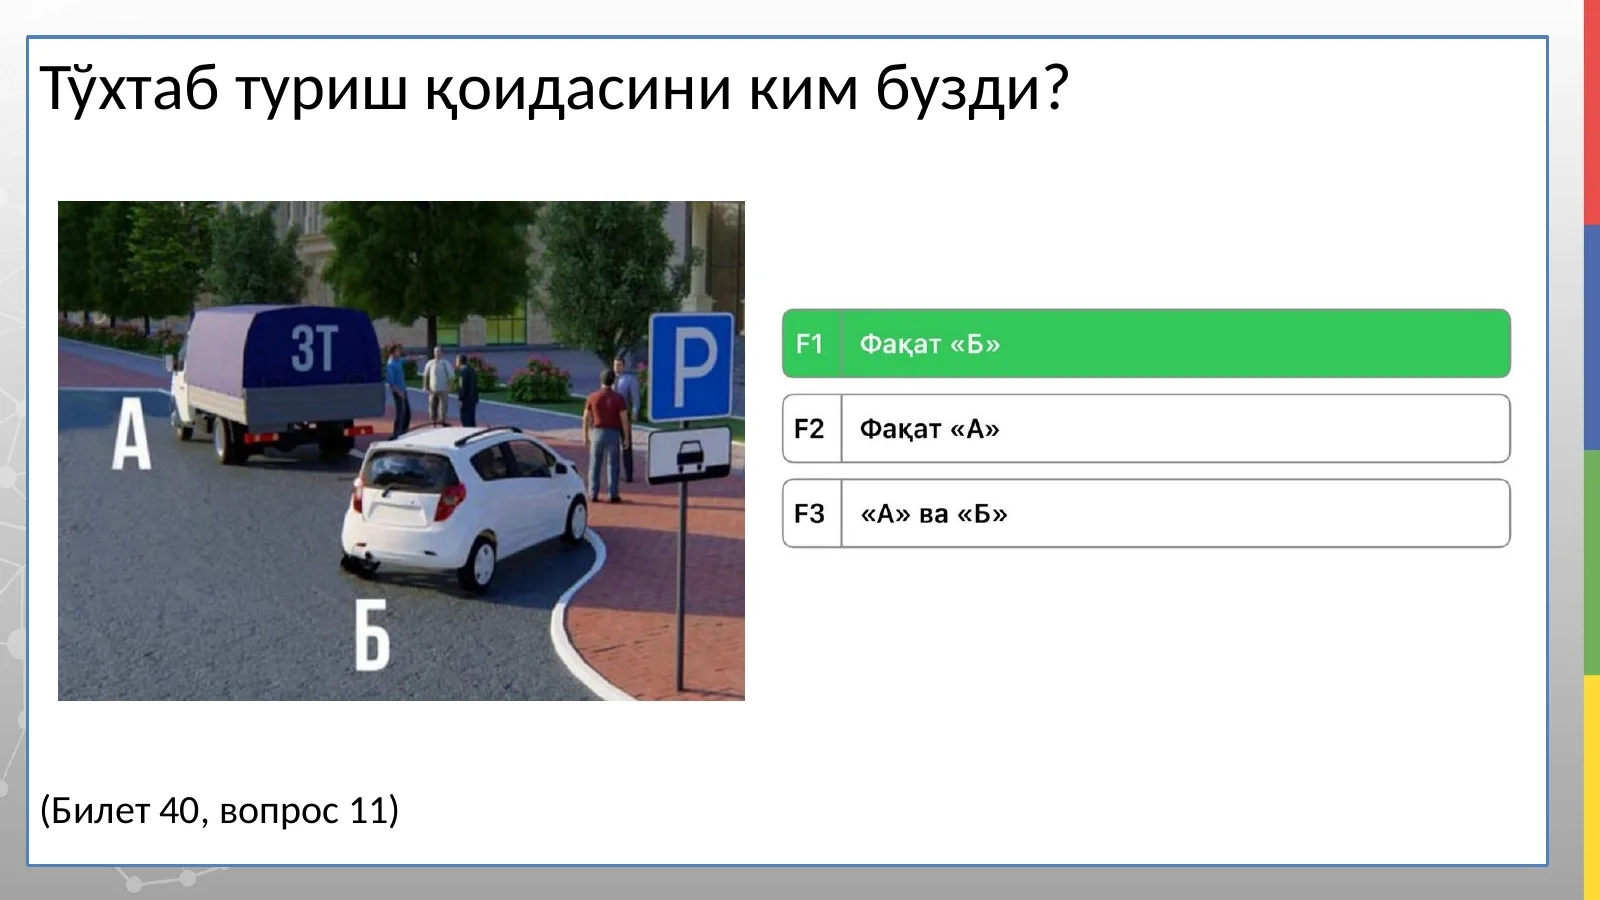 Тўхтаб туриш қоидасини ким бузди?
3Т
P
А
Б
F1 Фақат «Б»
F2 Фақат «А»
F3 «А» ва «Б»
(Билет 40, вопрос 11)